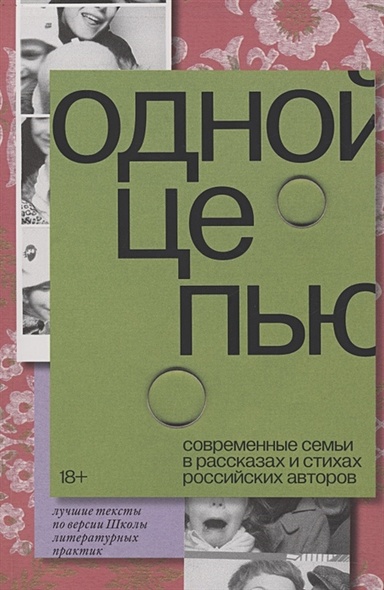 одной
це
пью
современные семьи
в рассказах и стихах
российских авторов
18+
лучшие тексты
по версии Школы
литературных
практик